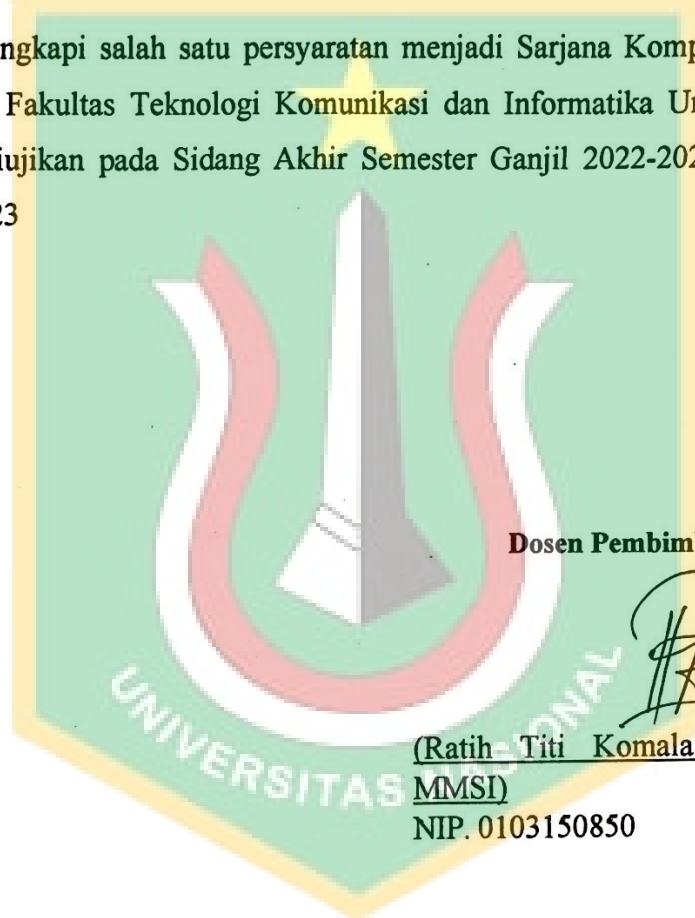 ngkapi salah satu persyaratan menjadi Sarjana Komp
Fakultas Teknologi Komunikasi dan Informatika Un
iujikan pada Sidang Akhir Semester Ganjil 2022-202
23
Dosen Pembim
(Ratih Titi Komala
MMSI)
NIP. 0103150850
UNIVERSITAS NASIONAL